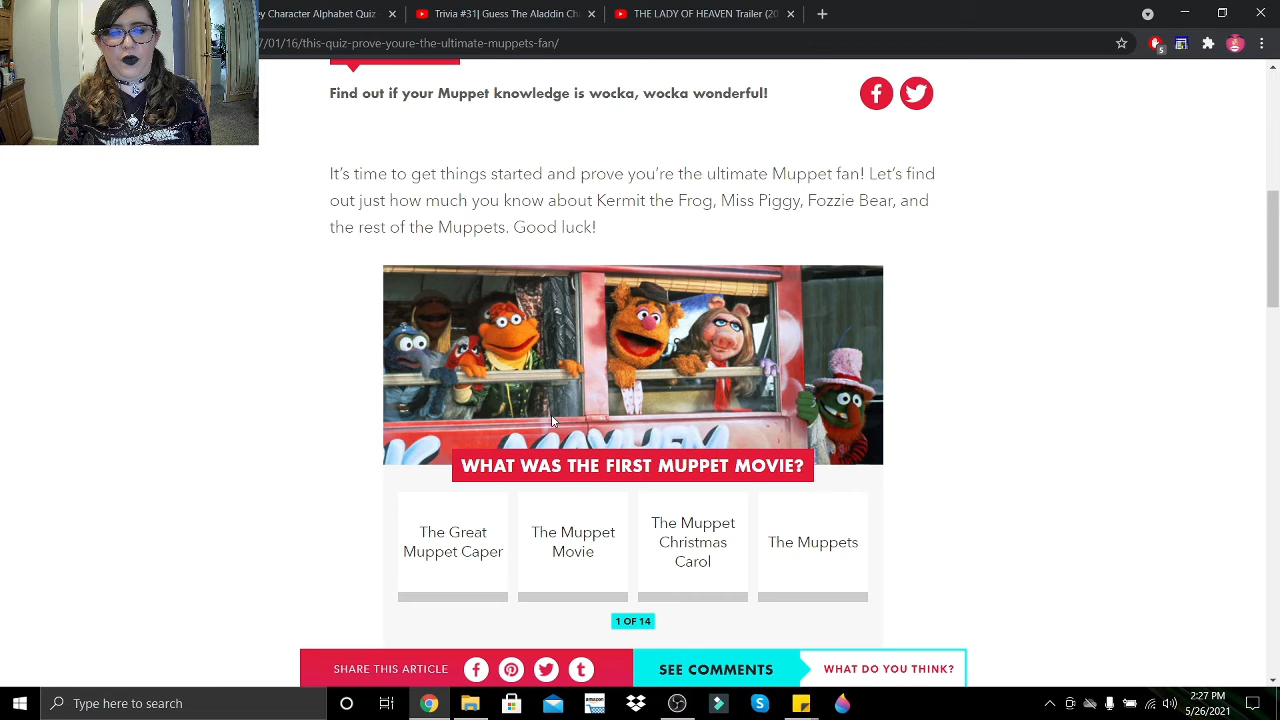 ey Character Alphabet Quiz
Trivia #31| Guess The Aladdin Ch
THE LADY OF HEAVEN Trailer (20
7/01/16/this-quiz-prove-youre-the-ultimate-muppets-fan/
5
Find out if your Muppet knowledge is wocka, wocka wonderful!
It's time to get things started and prove you're the ultimate Muppet fan! Let's find
out just how much you know about Kermit the Frog, Miss Piggy, Fozzie Bear, and
the rest of the Muppets. Good luck!
MAYHEM
WHAT WAS THE FIRST MUPPET MOVIE?
The Great
Muppet Caper
The Muppet
Movie
The Muppet
Christmas
Carol
The Muppets
1 OF 14
SHARE THIS ARTICLE
SEE COMMENTS
WHAT DO YOU THINK?
Type here to search
amazon
2:27 PM
5/26/2021